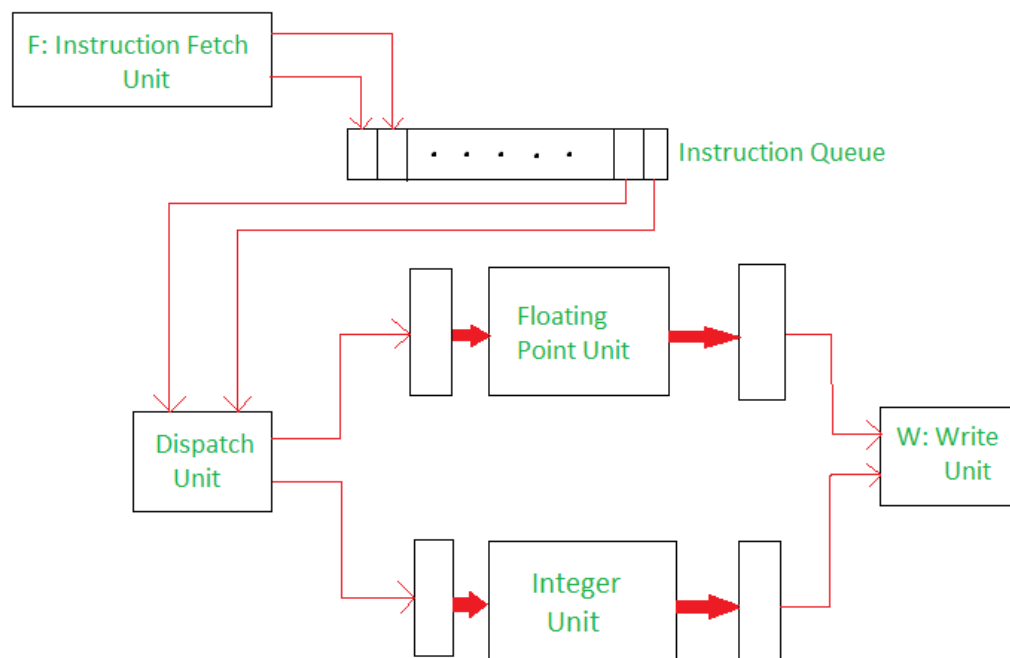 F: Instruction Fetch
Unit
Instruction Queue
Floating
Point Unit
Dispatch
Unit
W: Write
Unit
Integer
Unit